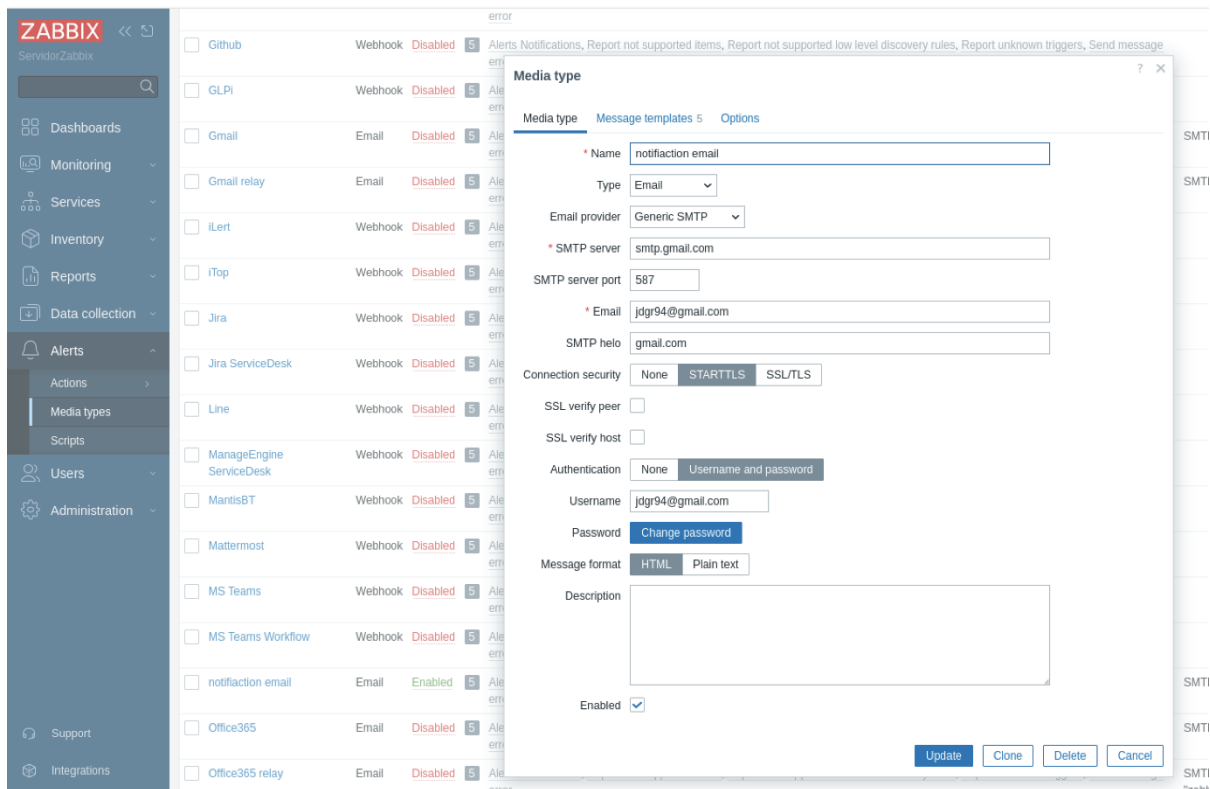 ZABBIX
ServidorZabbix
Dashboards
Monitoring
Services
Inventory
Reports
Data collection
Alerts
Actions
Media types
Scripts
Users
Administration
Support
Integrations
error
Github Webhook Disabled 5 Alerts Notifications, Report not supported items, Report not supported low level discovery rules, Report unknown triggers, Send message
GLPi Webhook Disabled 5
Gmail Email Disabled 5
Gmail relay Email Disabled 5
iLert Webhook Disabled 5
iTop Webhook Disabled 5
Jira Webhook Disabled 5
Jira ServiceDesk Webhook Disabled 5
Line Webhook Disabled 5
ManageEngine Webhook Disabled 5
ServiceDesk
MantisBT Webhook Disabled 5
Mattermost Webhook Disabled 5
MS Teams Webhook Disabled 5
MS Teams Workflow Webhook Disabled 5
notifiaction email Email Enabled 5
Office365 Email Disabled 5
Office365 relay Email Disabled 5
Media type ?
Media type Message templates 5 Options
* Name notifiaction email
Type Email
Email provider Generic SMTP
* SMTP server smtp.gmail.com
SMTP server port 587
* Email jdgr94@gmail.com
SMTP helo gmail.com
Connection security None STARTTLS SSL/TLS
SSL verify peer
SSL verify host
Authentication None Username and password
Username jdgr94@gmail.com
Password Change password
Message format HTML Plain text
Description
Enabled
Update Clone Delete Cancel